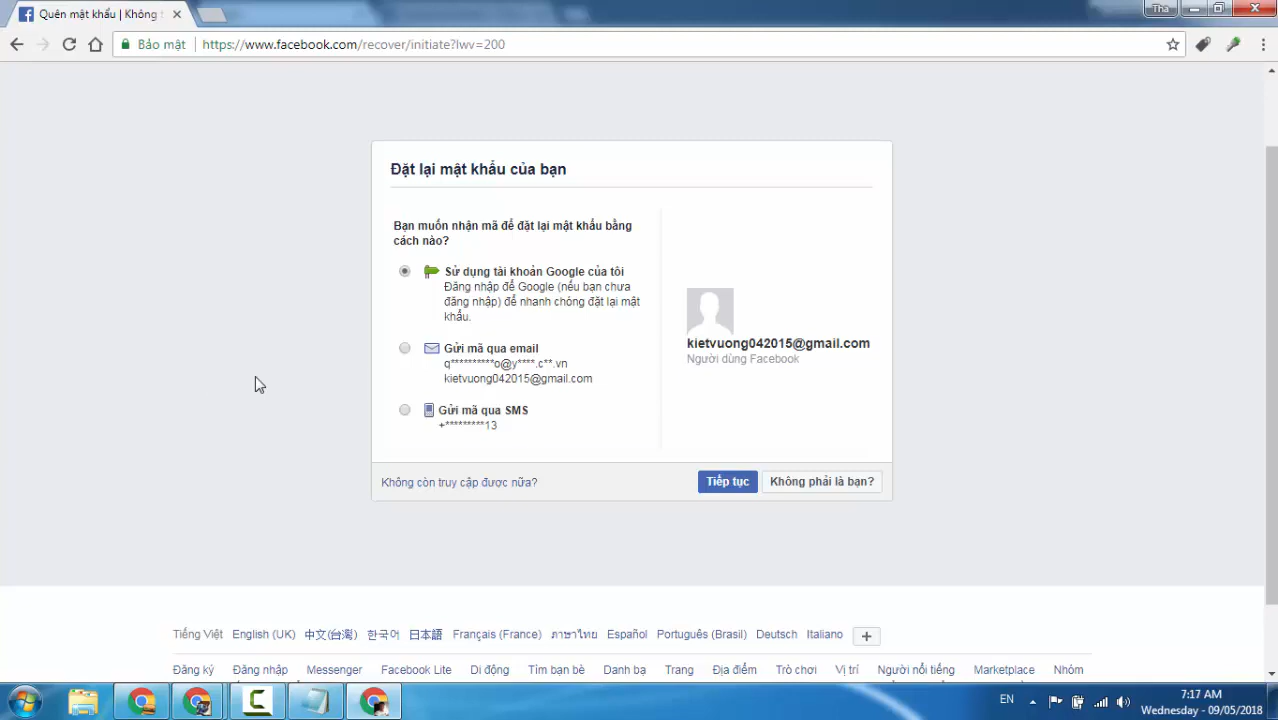 Quên mật khẩu | Không
Tha
Bảo mật
https://www.facebook.com/recover/initiate?lwv=200
Đặt lại mật khẩu của bạn
Bạn muốn nhận mã để đặt lại mật khẩu bằng
cách nào?
Sử dụng tài khoản Google của tôi
Đăng nhập để Google (nếu bạn chưa
đăng nhập) để nhanh chóng đặt lại mật
khẩu.
Gửi mã qua email
q**********o@y****.c**.vn
kietvuong042015@gmail.com
Gửi mã qua SMS
+*********13
kietvuong042015@gmail.com
Người dùng Facebook
Không còn truy cập được nữa?
Tiếp tục
Không phải là bạn?
Tiếng Việt English (UK) 中文(台灣) 한국어 日本語 Français (France) ภาษาไทย Español Português (Brasil) Deutsch Italiano +
Đăng ký Đăng nhập Messenger Facebook Lite Di động Tìm bạn bè Danh bạ Trang Địa điểm Trò chơi Vị trí Người nổi tiếng Marketplace Nhóm
EN
7:17 AM
Wednesday - 09/05/2018